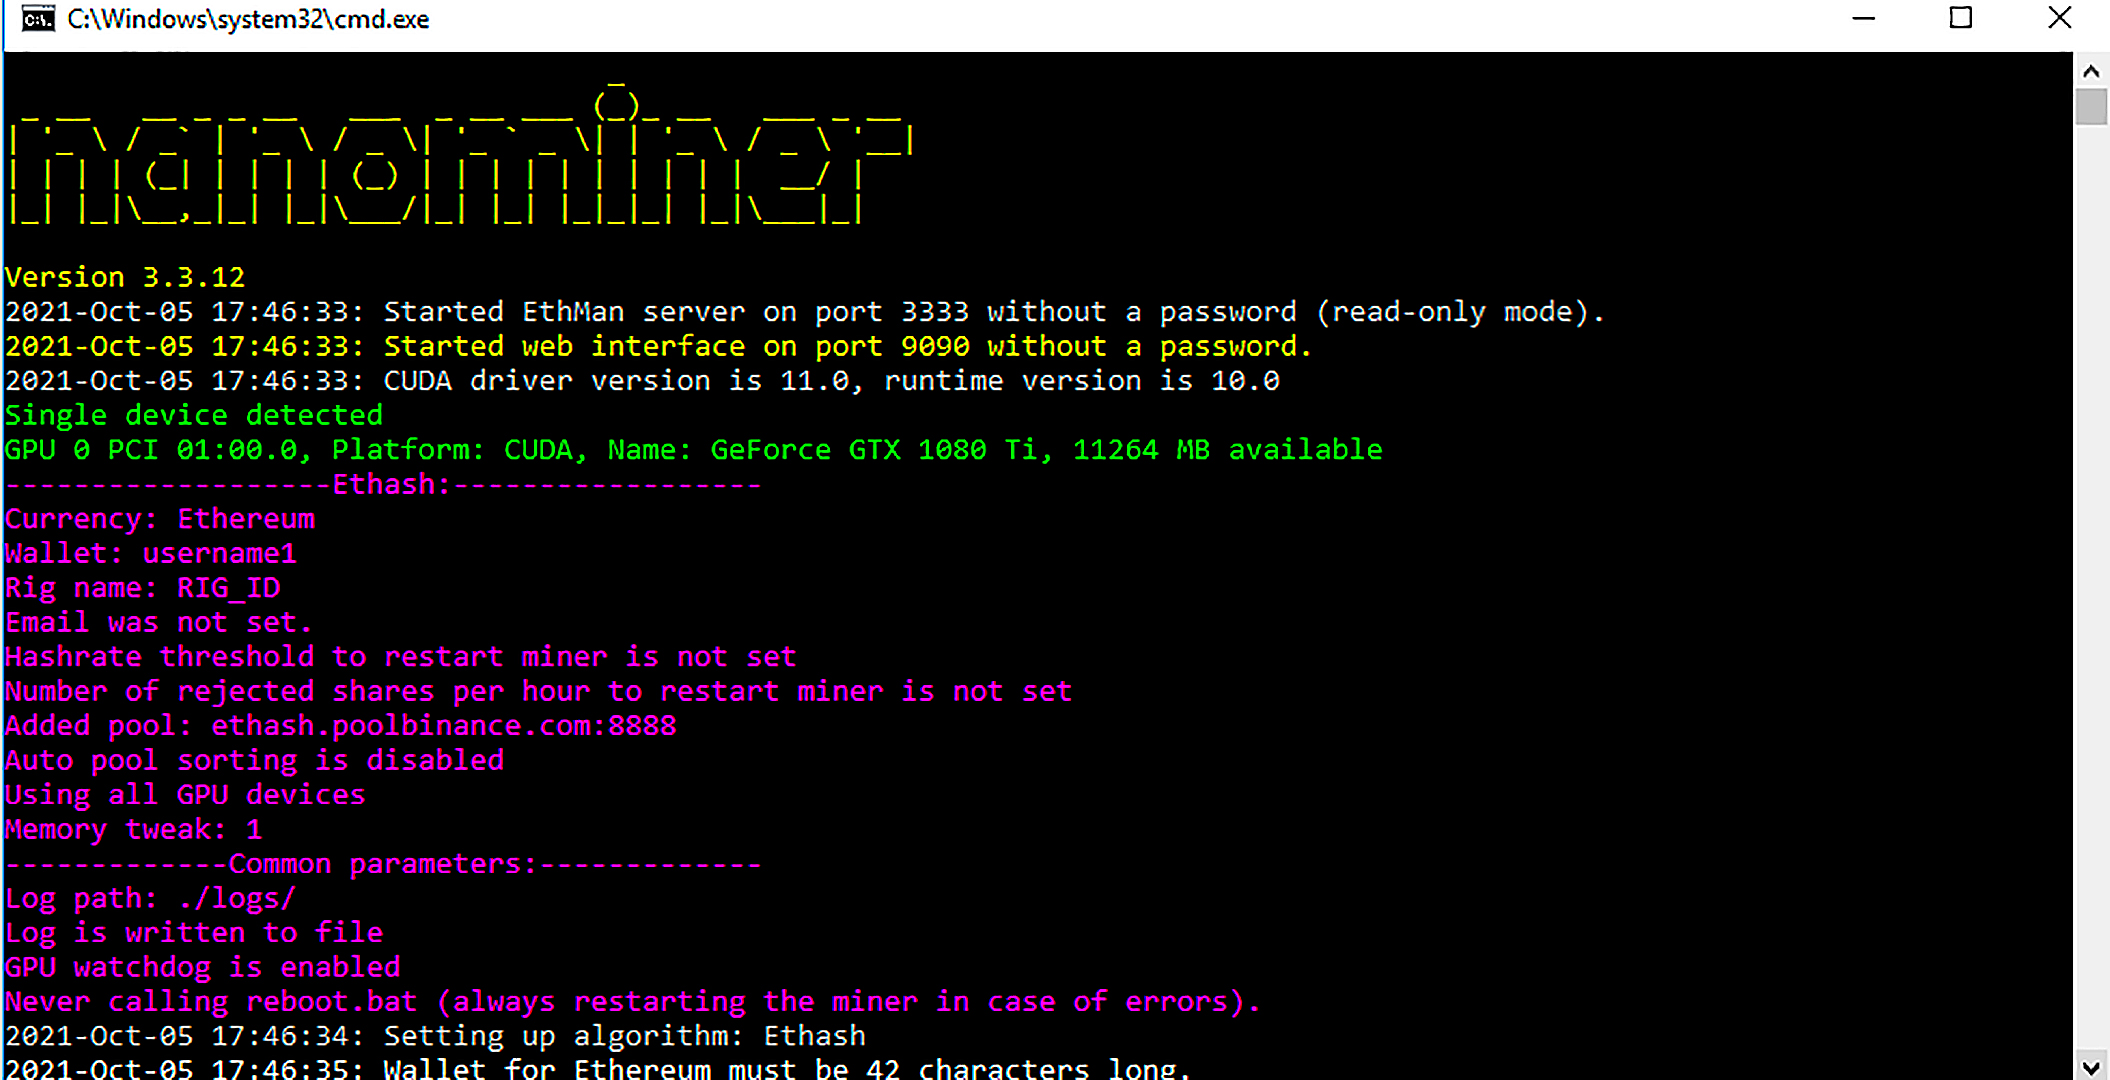 C:\Windows\system32\cmd.exe
nanominer
Version 3.3.12
2021-Oct-05 17:46:33: Started EthMan server on port 3333 without a password (read-only mode).
2021-Oct-05 17:46:33: Started web interface on port 9090 without a password.
2021-Oct-05 17:46:33: CUDA driver version is 11.0, runtime version is 10.0
Single device detected
GPU 0 PCI 01:00.0, Platform: CUDA, Name: GeForce GTX 1080 Ti, 11264 MB available
-------------------Ethash:------------------
Currency: Ethereum
Wallet: username1
Rig name: RIG_ID
Email was not set.
Hashrate threshold to restart miner is not set
Number of rejected shares per hour to restart miner is not set
Added pool: ethash.poolbinance.com:8888
Auto pool sorting is disabled
Using all GPU devices
Memory tweak: 1
-------------Common parameters:-------------
Log path: ./logs/
Log is written to file
GPU watchdog is enabled
Never calling reboot.bat (always restarting the miner in case of errors).
2021-Oct-05 17:46:34: Setting up algorithm: Ethash
2021-Oct-05 17:46:35: Wallet for Ethereum must be 42 characters long.